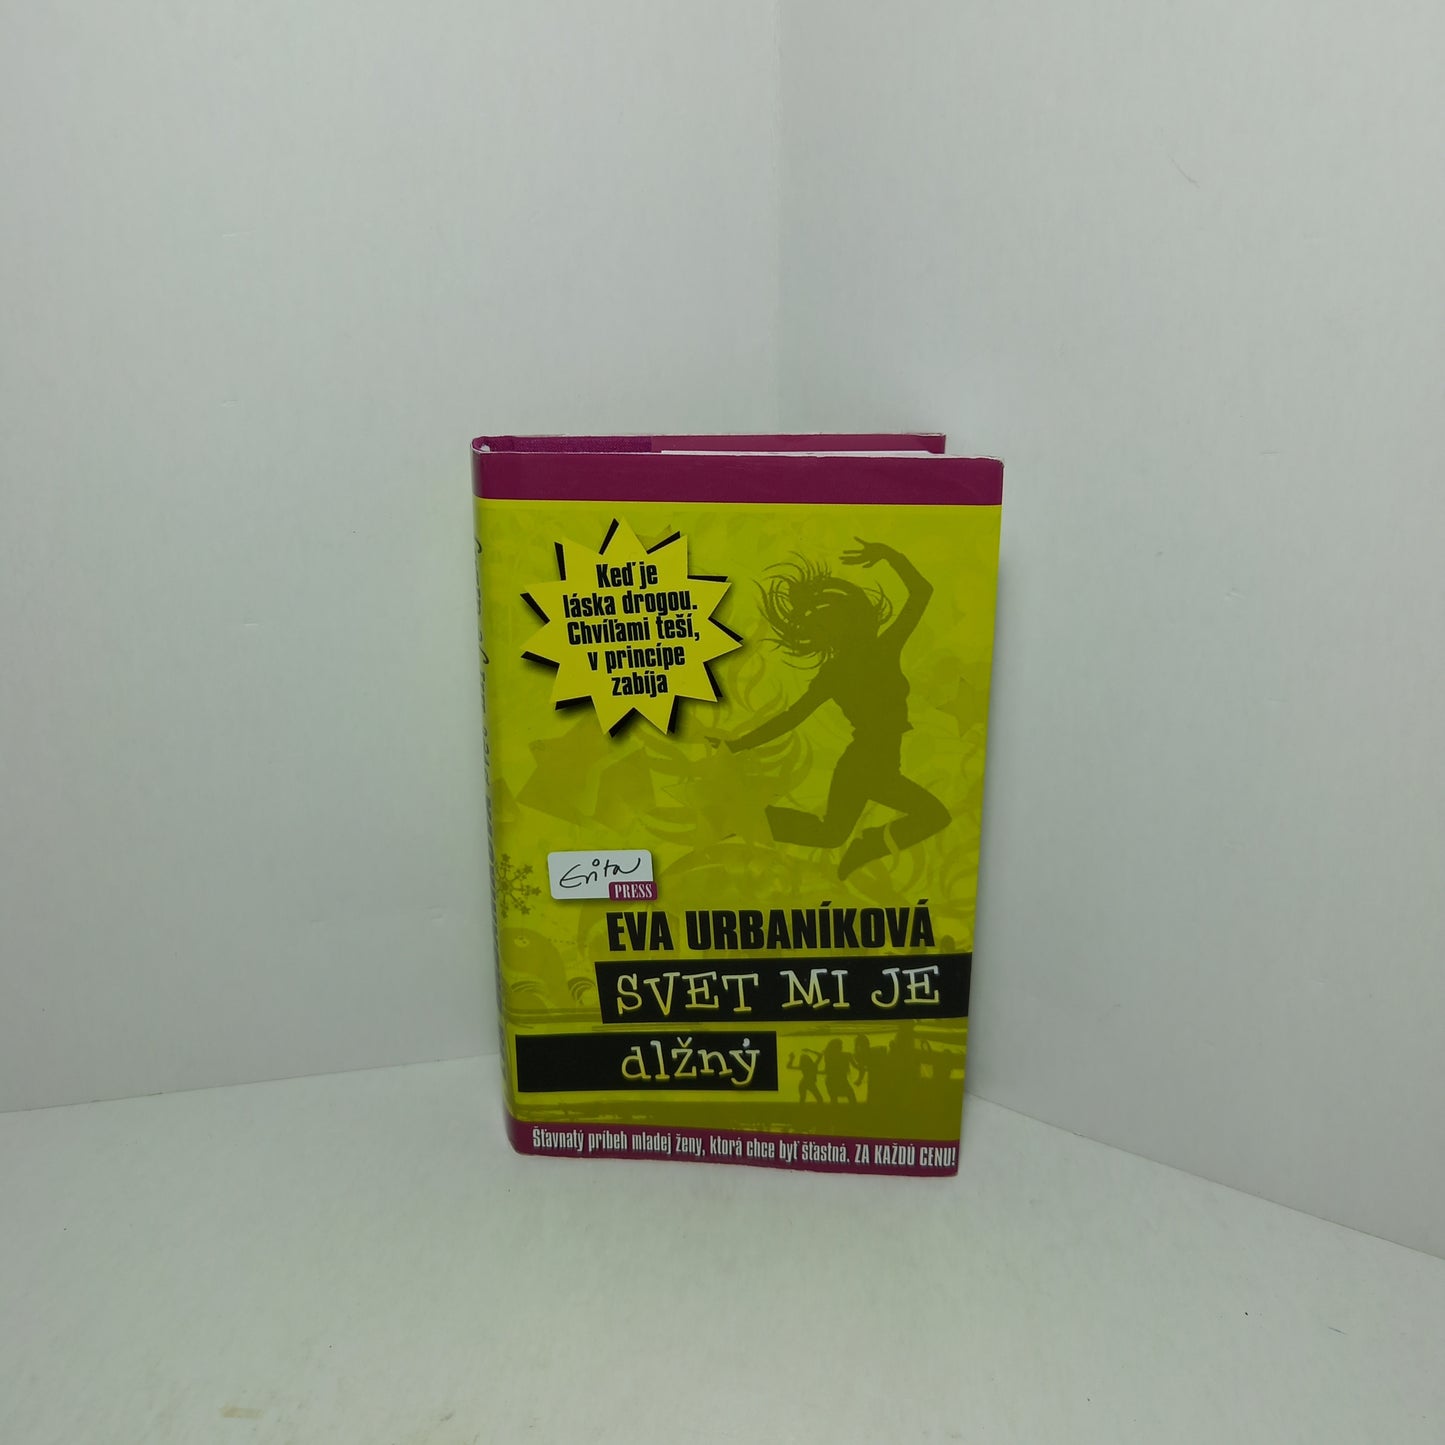 Keď je
láska drogou.
Chvíľami teší,
v princípe
zabíja
Evita
PRESS
EVA URBANÍKOVÁ
SVET MI JE
dlžný
Šťavnatý príbeh mladej ženy, ktorá chce byť šťastná. ZA KAŽDÚ CENU!